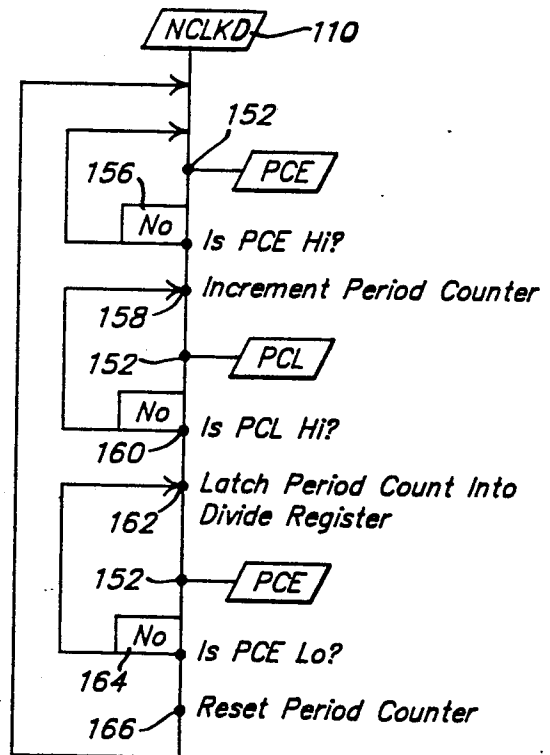 NCLKD 110
152
PCE
156
No
Is PCE Hi?
Increment Period Counter
158
152
PCL
No
Is PCL Hi?
160
Latch Period Count Into
162
Divide Register
152
PCE
No
Is PCE Lo?
164
Reset Period Counter
166